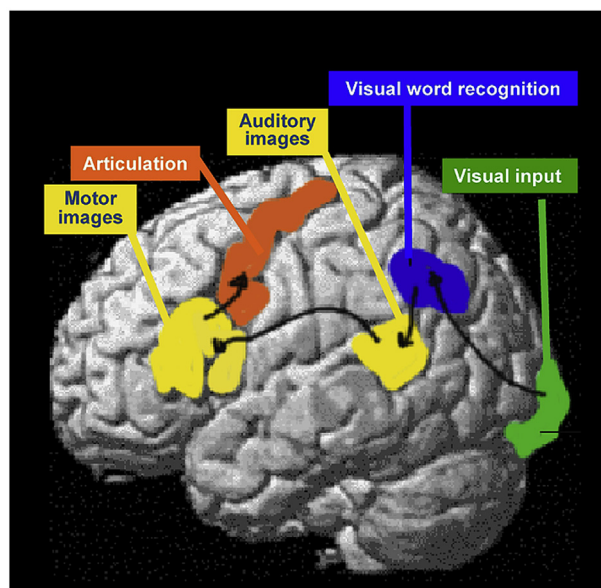 Visual word recognition
Auditory
images
Articulation
Visual input
Motor
images